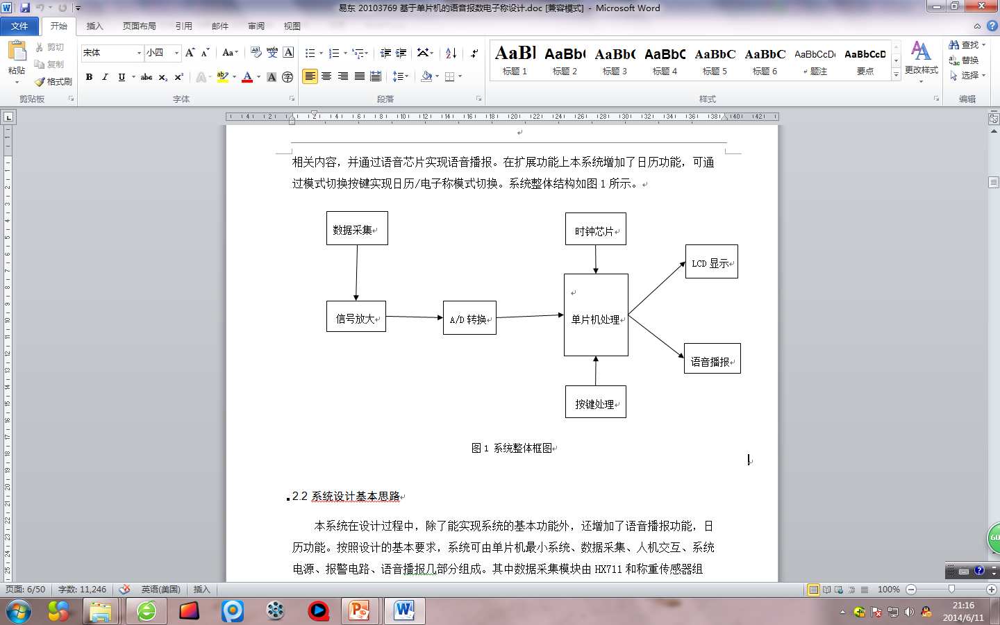 易东 20103769 基于单片机的语音报数电子称设计.doc [兼容模式] - Microsoft Word
文件 开始 插入 页面布局 引用 邮件 审阅 视图
粘贴 剪切 复制 格式刷
宋体 小四
标题 1 标题 2 标题 3 标题 4 标题 5 标题 6 题注 要点
更改样式
查找 替换 选择
剪贴板 字体 段落 样式 编辑
相关内容，并通过语音芯片实现语音播报。在扩展功能上本系统增加了日历功能，可通
过模式切换按键实现日历/电子称模式切换。系统整体结构如图 1 所示。
数据采集
时钟芯片
LCD 显示
信号放大
A/D 转换
单片机处理
语音播报
按键处理
图 1 系统整体框图
2.2 系统设计基本思路
本系统在设计过程中，除了能实现系统的基本功能外，还增加了语音播报功能，日
历功能。按照设计的基本要求，系统可由单片机最小系统、数据采集、人机交互、系统
电源、报警电路、语音播报几部分组成。其中数据采集模块由 HX711 和称重传感器组
页面: 6/50 字数: 11,246 英语(美国) 插入 100%
21:16
2014/6/11